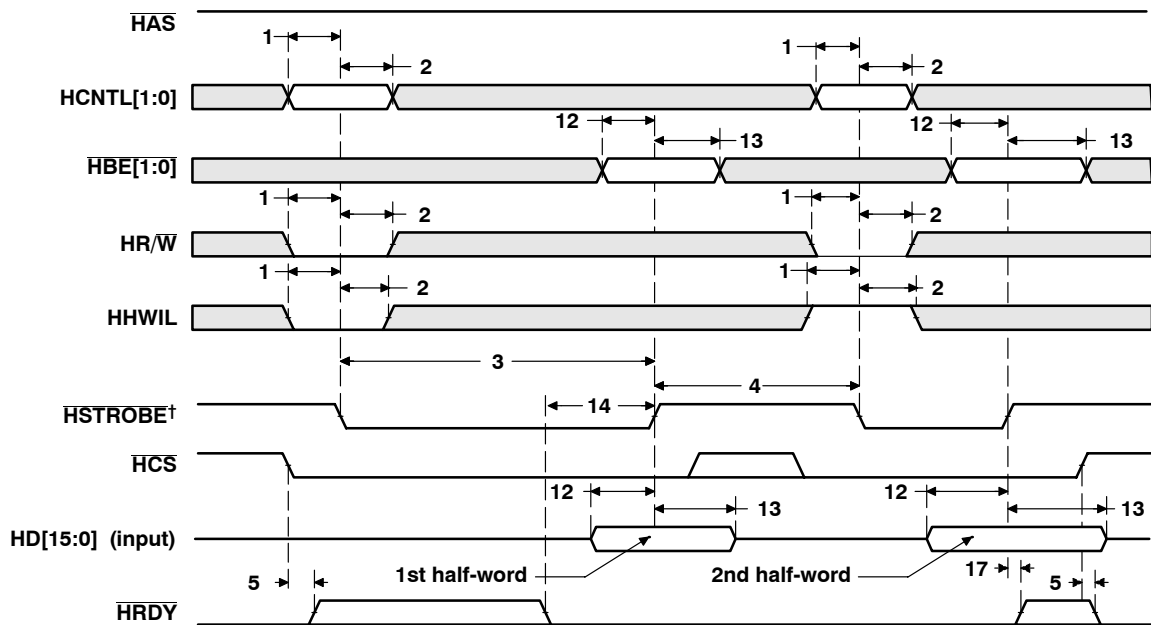 HAS
1
1
2
2
HCNTL[1:0]
12
12
13
13
HBE[1:0]
1
1
2
2
HR/W
1
1
2
2
HHWIL
3
4
14
HSTROBE†
HCS
12
12
13
13
HD[15:0] (input)
1st half-word
2nd half-word
17
5
5
HRDY